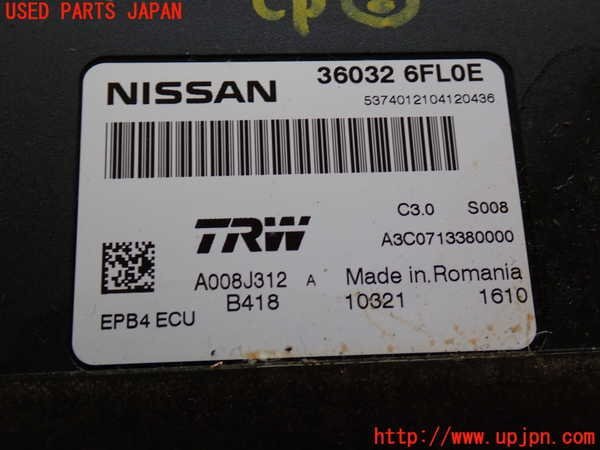 USED PARTS JAPAN
CP②
NISSAN
36032 6FL0E
5374012104120436
TRW
C3.0 S008
A3C0713380000
A008J312 A
Made in.Romania
B418
10321 1610
EPB4 ECU
www.upjpn.com